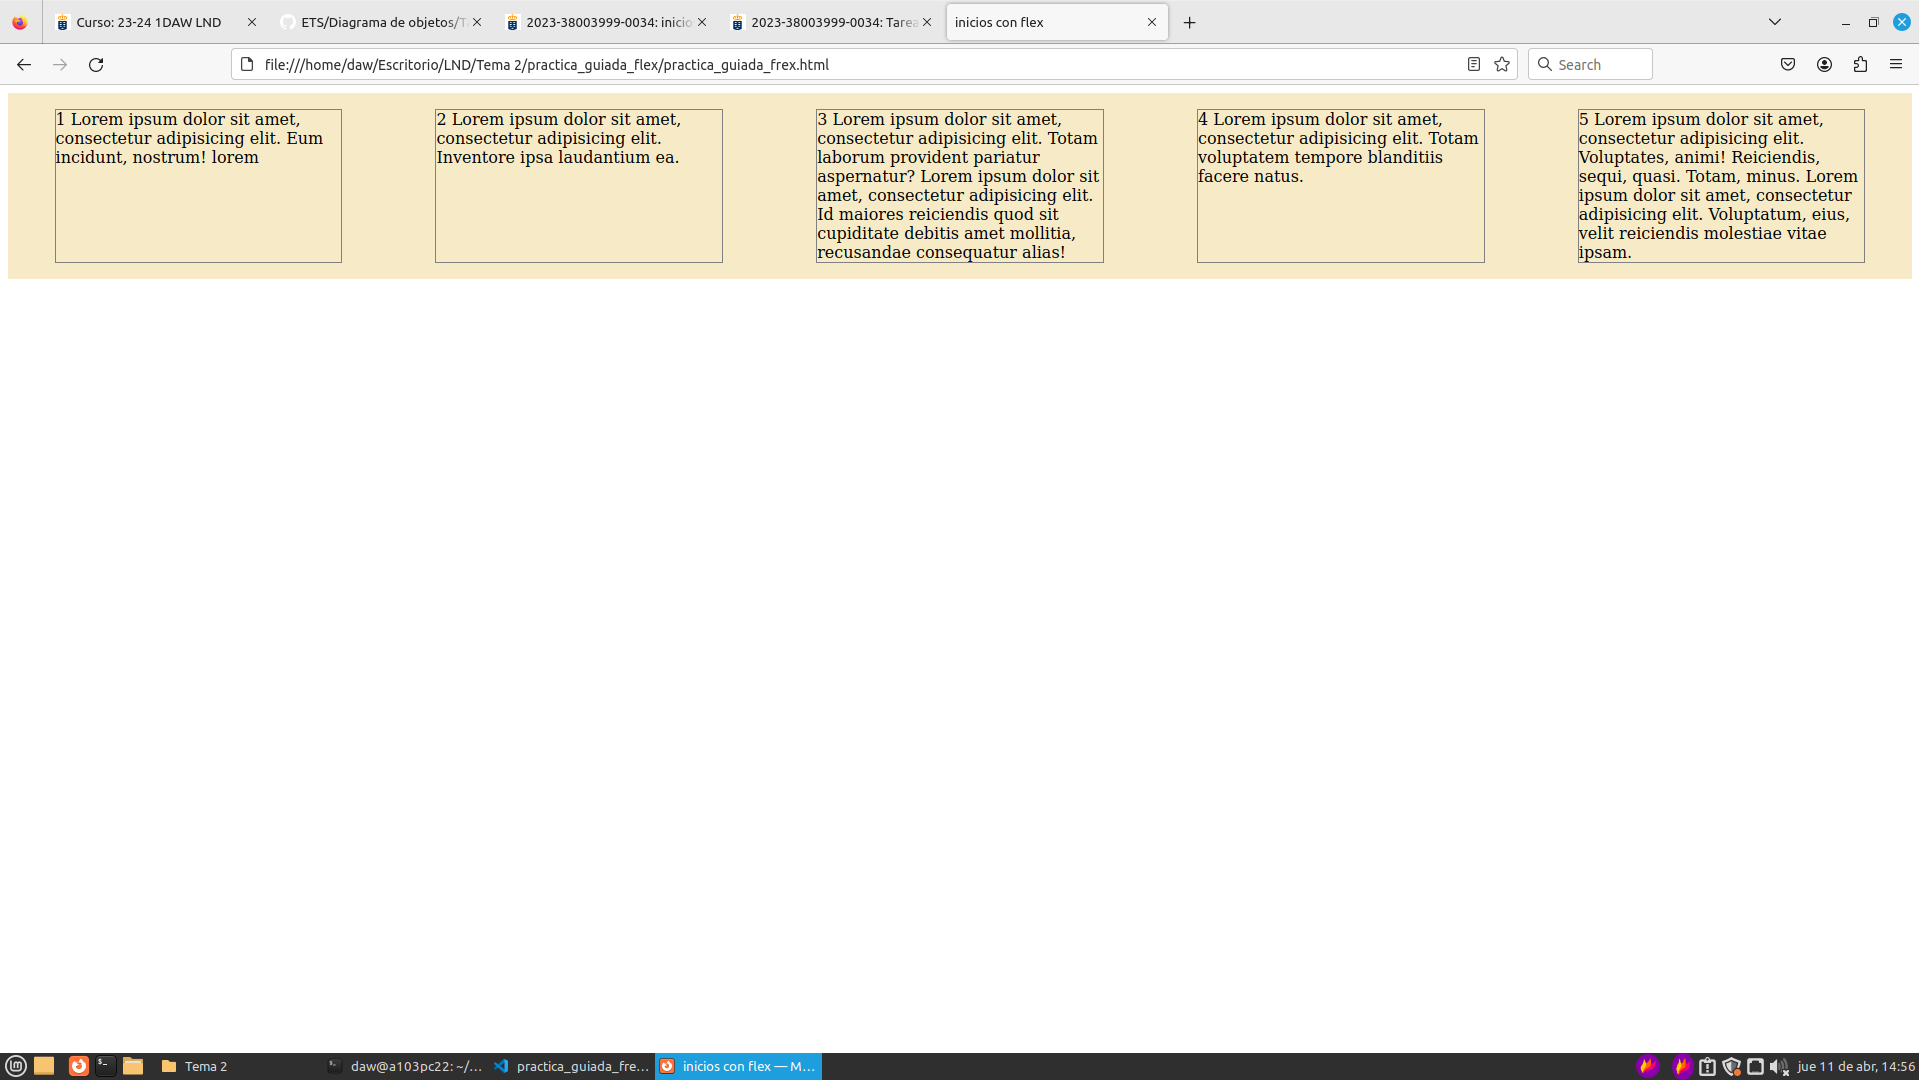 Curso: 23-24 1DAW LND
ETS/Diagrama de objetos/T
2023-38003999-0034: inicio
2023-38003999-0034: Tarea
inicios con flex
file:///home/daw/Escritorio/LND/Tema 2/practica_guiada_flex/practica_guiada_frex.html
Search
1 Lorem ipsum dolor sit amet,
consectetur adipisicing elit. Eum
incidunt, nostrum! lorem
2 Lorem ipsum dolor sit amet,
consectetur adipisicing elit.
Inventore ipsa laudantium ea.
3 Lorem ipsum dolor sit amet,
consectetur adipisicing elit. Totam
laborum provident pariatur
aspernatur? Lorem ipsum dolor sit
amet, consectetur adipisicing elit.
Id maiores reiciendis quod sit
cupiditate debitis amet mollitia,
recusandae consequatur alias!
4 Lorem ipsum dolor sit amet,
consectetur adipisicing elit. Totam
voluptatem tempore blanditiis
facere natus.
5 Lorem ipsum dolor sit amet,
consectetur adipisicing elit.
Voluptates, animi! Reiciendis,
sequi, quasi. Totam, minus. Lorem
ipsum dolor sit amet, consectetur
adipisicing elit. Voluptatum, eius,
velit reiciendis molestiae vitae
ipsam.
Tema 2
daw@a103pc22: ~/...
practica_guiada_fre...
inicios con flex — M...
jue 11 de abr, 14:56